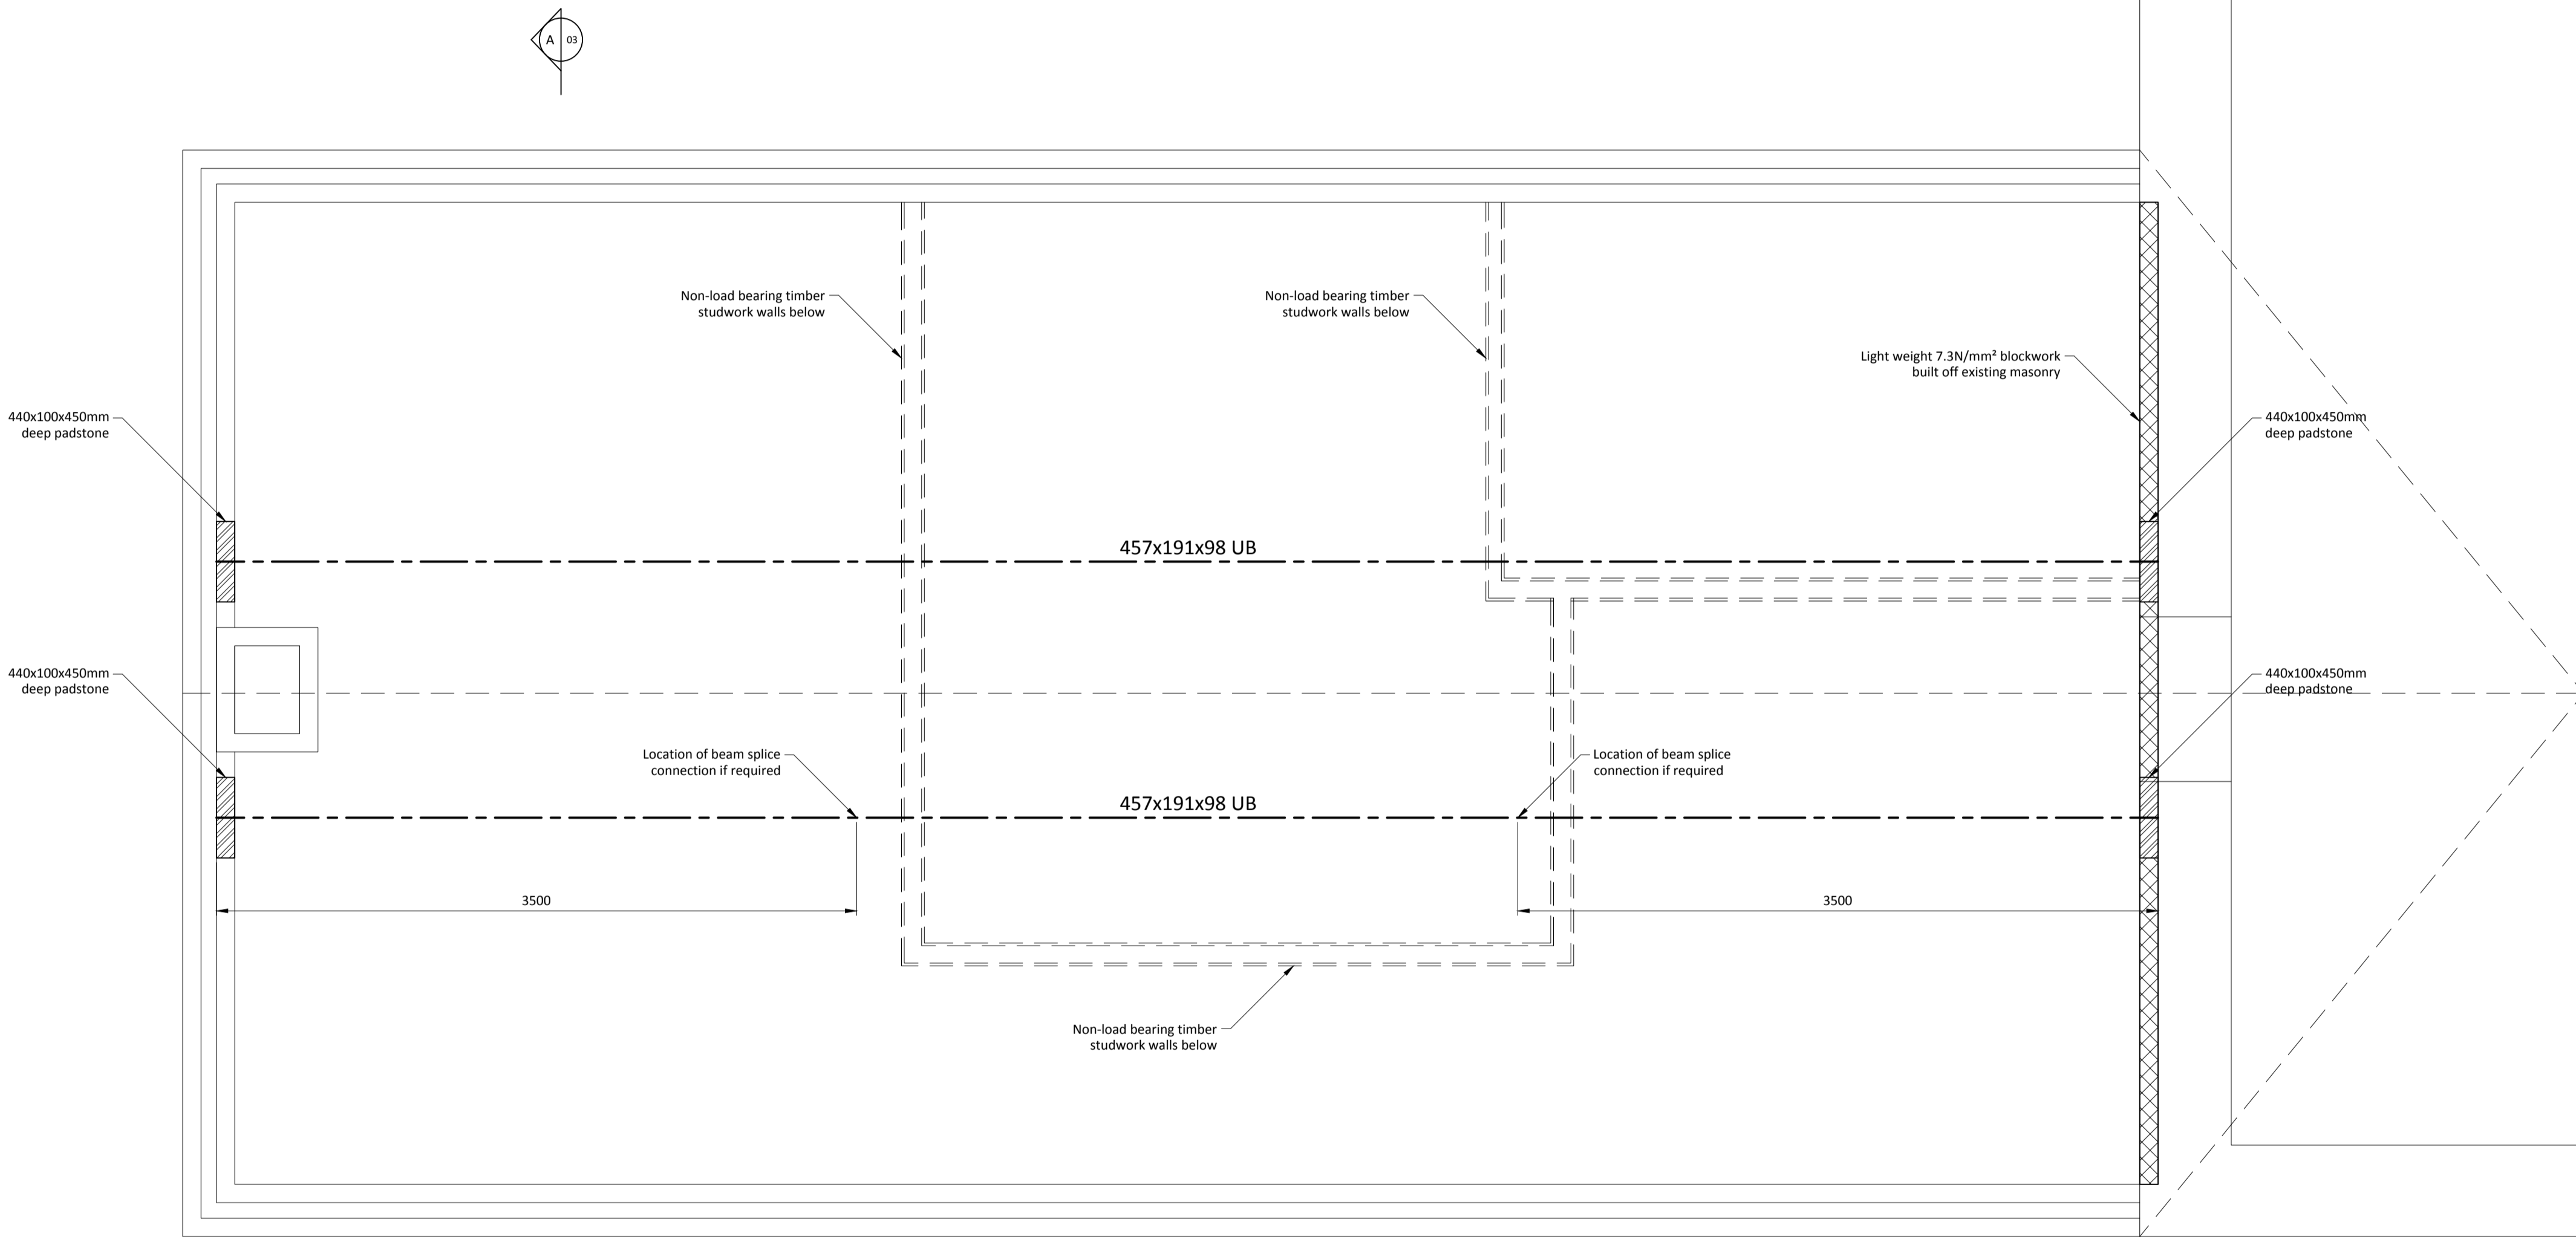 A 03
Non-load bearing timber
studwork walls below
Non-load bearing timber
studwork walls below
Light weight 7.3N/mm² blockwork
built off existing masonry
440x100x450mm
deep padstone
440x100x450mm
deep padstone
457x191x98 UB
440x100x450mm
deep padstone
440x100x450mm
deep padstone
Location of beam splice
connection if required
Location of beam splice
connection if required
457x191x98 UB
3500
3500
Non-load bearing timber
studwork walls below